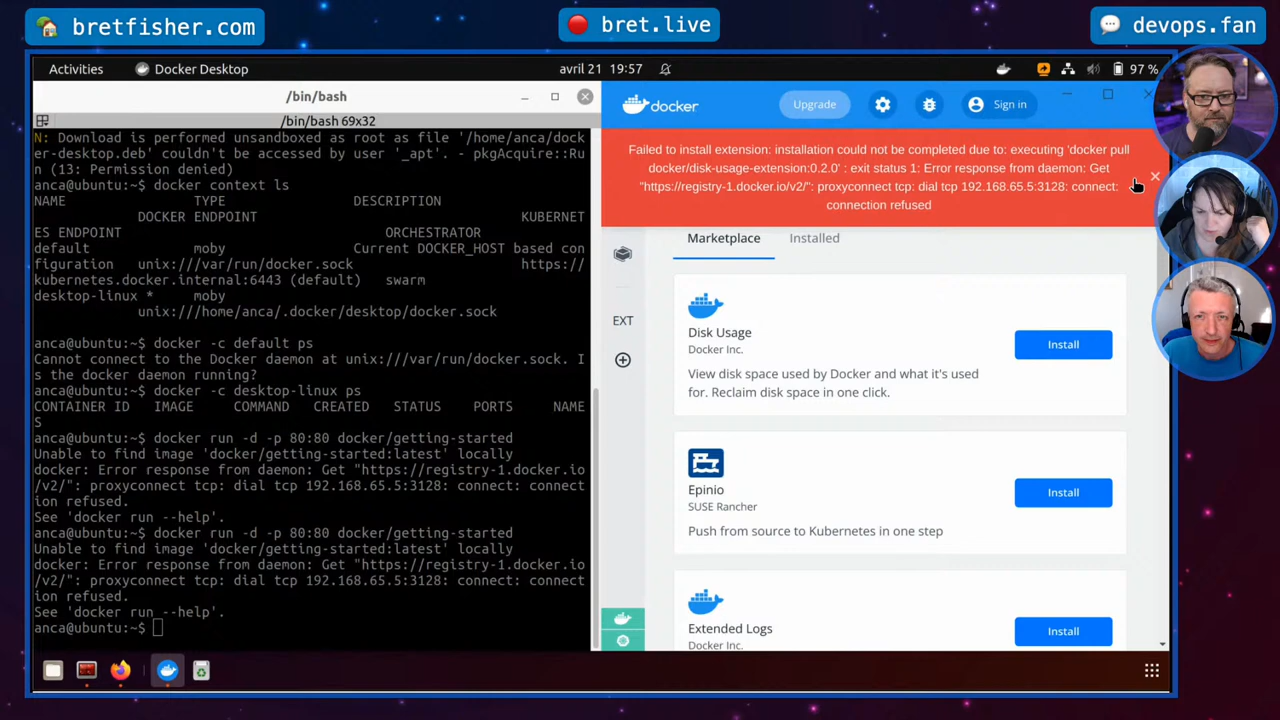 bretfisher.com
bret.live
devops.fan
Activities
Docker Desktop
avril 21 19:57
97 %
/bin/bash
/bin/bash 69x32
N: Download is performed unsandboxed as root as file '/home/anca/dock
er-desktop.deb' couldn't be accessed by user '_apt'. - pkgAcquire::Ru
n (13: Permission denied)
anca@ubuntu:~$ docker context ls
NAME TYPE DESCRIPTION
DOCKER ENDPOINT KUBERNET
ES ENDPOINT ORCHESTRATOR
default moby Current DOCKER_HOST based con
figuration unix:///var/run/docker.sock https://
kubernetes.docker.internal:6443 (default) swarm
desktop-linux * moby
unix:///home/anca/.docker/desktop/docker.sock
anca@ubuntu:~$ docker -c default ps
Cannot connect to the Docker daemon at unix:///var/run/docker.sock. I
s the docker daemon running?
anca@ubuntu:~$ docker -c desktop-linux ps
CONTAINER ID IMAGE COMMAND CREATED STATUS PORTS NAME
S
anca@ubuntu:~$ docker run -d -p 80:80 docker/getting-started
Unable to find image 'docker/getting-started:latest' locally
docker: Error response from daemon: Get "https://registry-1.docker.io
/v2/": proxyconnect tcp: dial tcp 192.168.65.5:3128: connect: connect
ion refused.
See 'docker run --help'.
anca@ubuntu:~$ docker run -d -p 80:80 docker/getting-started
Unable to find image 'docker/getting-started:latest' locally
docker: Error response from daemon: Get "https://registry-1.docker.io
/v2/": proxyconnect tcp: dial tcp 192.168.65.5:3128: connect: connect
ion refused.
See 'docker run --help'.
anca@ubuntu:~$
docker
Upgrade
Sign in
Failed to install extension: installation could not be completed due to: executing 'docker pull
docker/disk-usage-extension:0.2.0' : exit status 1: Error response from daemon: Get
"https://registry-1.docker.io/v2/": proxyconnect tcp: dial tcp 192.168.65.5:3128: connect:
connection refused
Marketplace
Installed
EXT
Disk Usage
Docker Inc.
View disk space used by Docker and what it's used
for. Reclaim disk space in one click.
Install
Epinio
SUSE Rancher
Push from source to Kubernetes in one step
Install
Extended Logs
Docker Inc.
Install